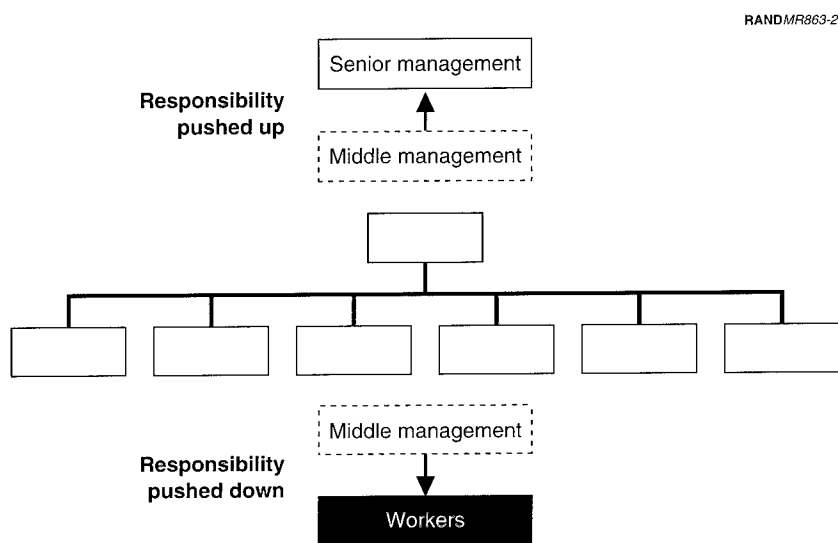 RANDMR863-2
Senior management
Responsibility
pushed up
Middle management
Middle management
Responsibility
pushed down
Workers